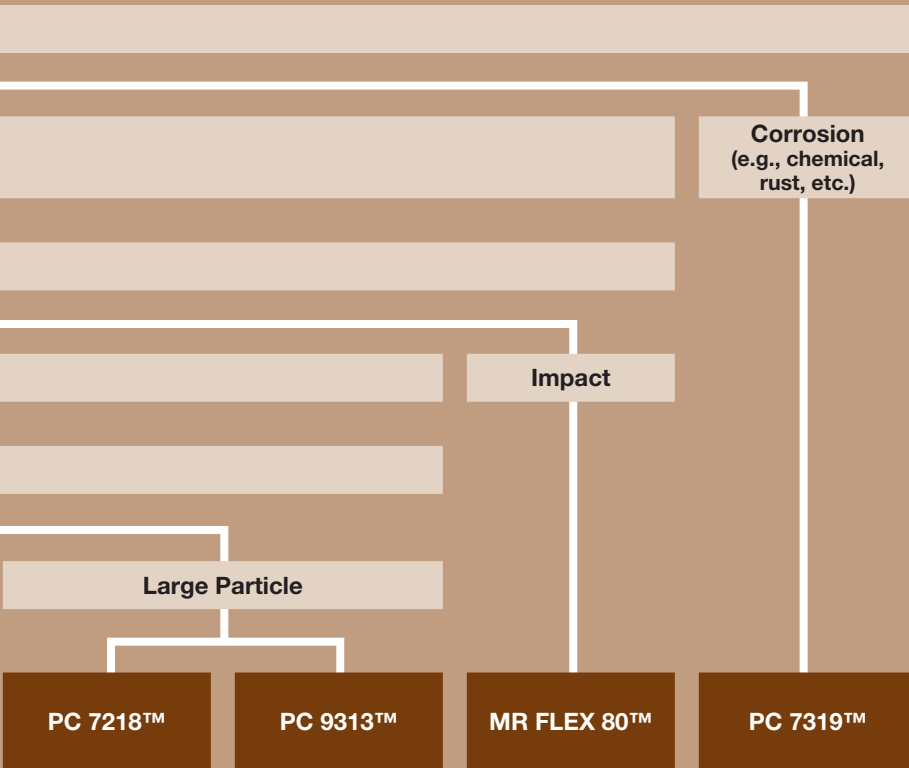 Corrosion
(e.g., chemical,
rust, etc.)
Impact
Large Particle
PC 7218™
PC 9313™
MR FLEX 80™
PC 7319™